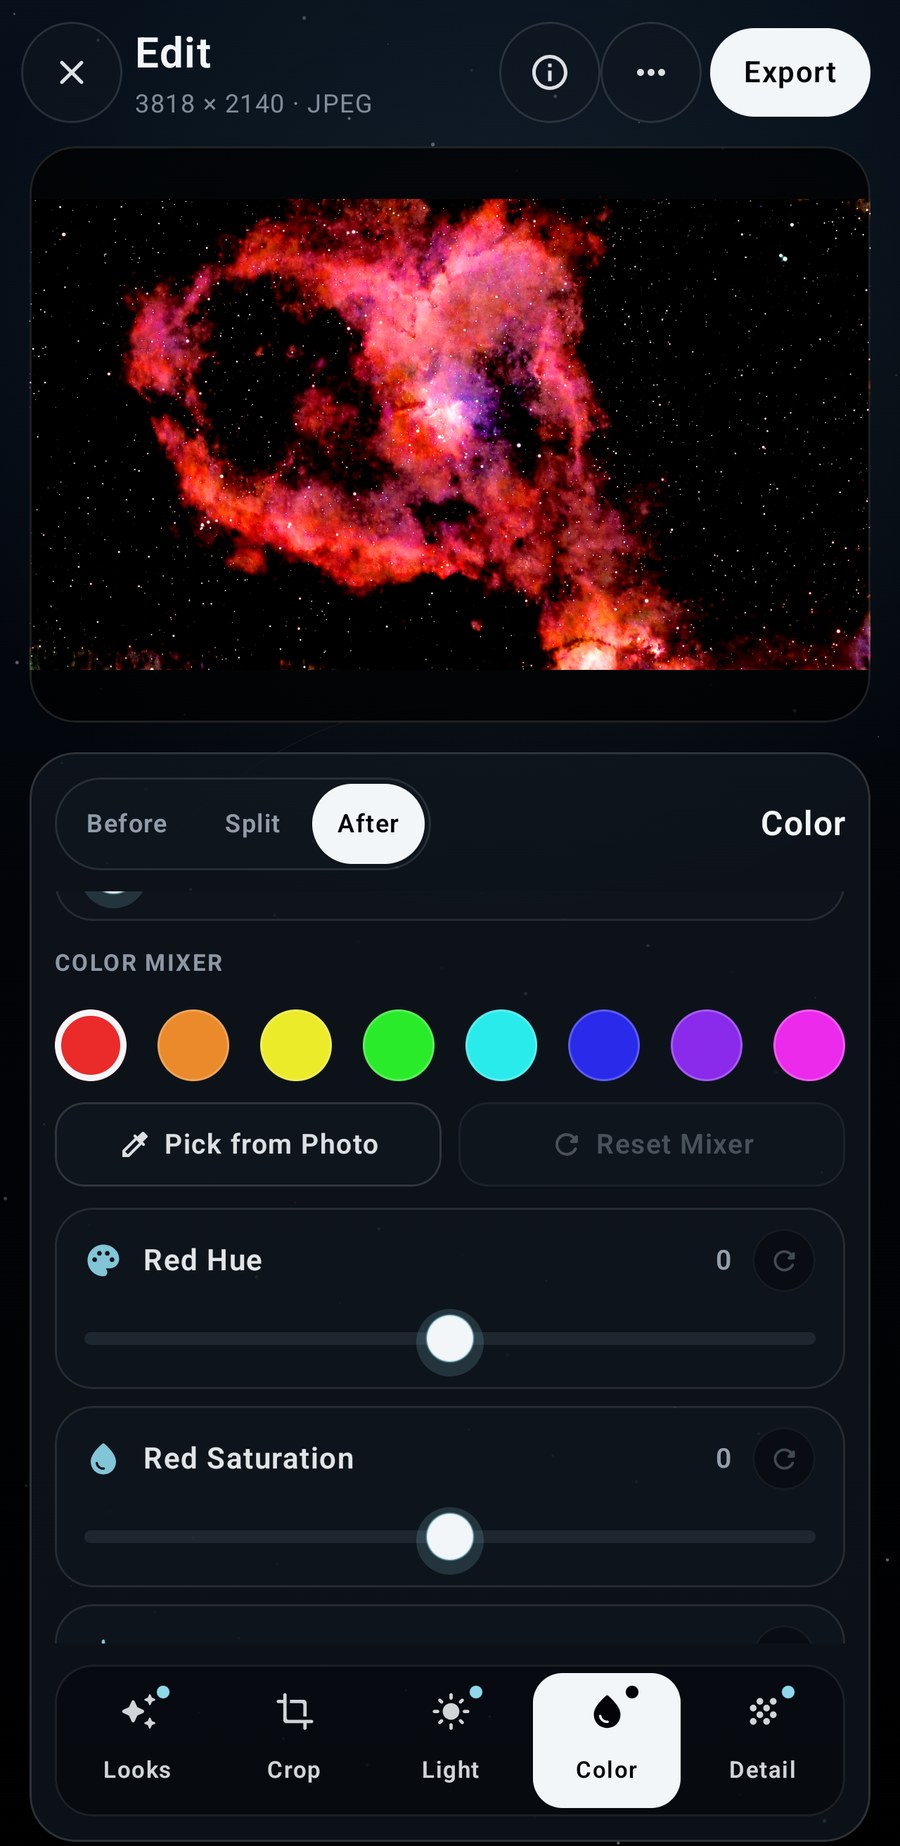 Edit
3818 × 2140 · JPEG
Export
Before
Split
After
Color
COLOR MIXER
Pick from Photo
Reset Mixer
Red Hue
0
Red Saturation
0
Looks
Crop
Light
Color
Detail